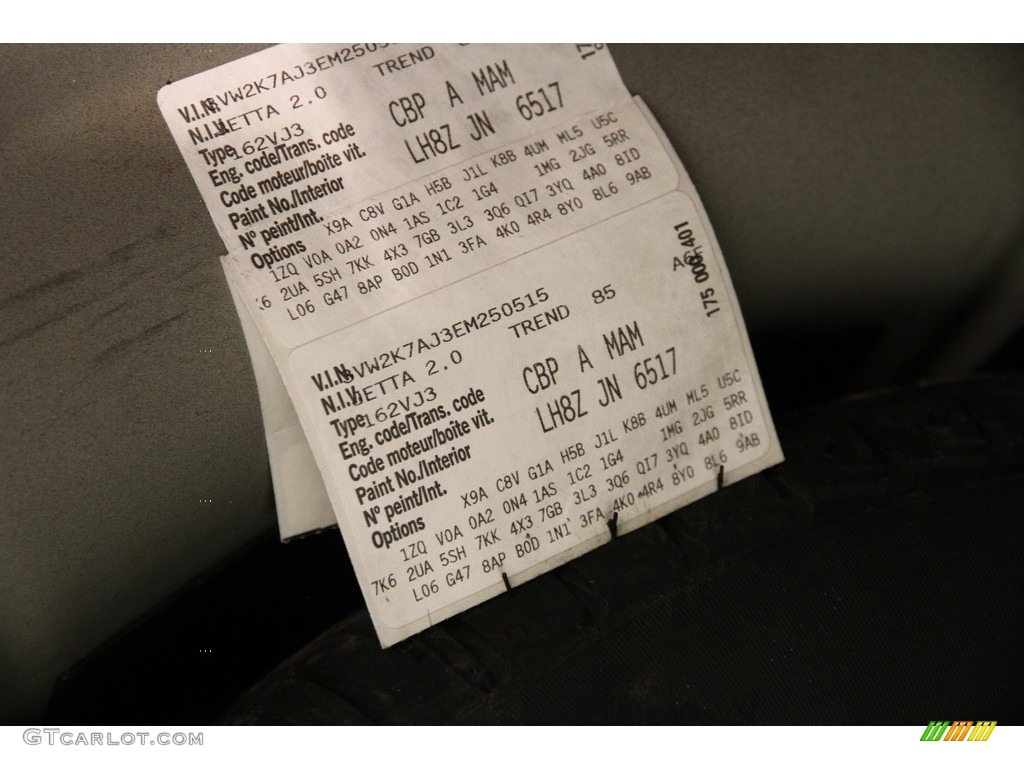 V.I.N. 3VW2K7AJ3EM2505
N.I.V. JETTA 2.0 TREND
Type 162VJ3
Eng. code/Trans. code CBP A MAM
Code moteur/boite vit.
Paint No./Interior LH8Z JN 6517
N° peint/Int.
Options X9A C8V G1A H5B J1L K8B 4UM ML5 U5C
1ZQ V0A 0A2 0N4 1AS 1C2 1G4 1MG 2JG 5RR
K6 2UA 5SH 7KK 4X3 7GB 3L3 3Q6 QI7 3YQ 4A0 8ID
L06 G47 8AP B0D 1N1 3FA 4K0 4R4 8Y0 8L6 9AB
V.I.N. 3VW2K7AJ3EM250515
N.I.V. JETTA 2.0 TREND 85
Type 162VJ3
Eng. code/Trans. code CBP A MAM
Code moteur/boite vit.
Paint No./Interior LH8Z JN 6517
N° peint/Int.
Options X9A C8V G1A H5B J1L K8B 4UM ML5 U5C
1ZQ V0A 0A2 0N4 1AS 1C2 1G4 1MG 2JG 5RR
7K6 2UA 5SH 7KK 4X3 7GB 3L3 3Q6 QI7 3YQ 4A0 8ID
L06 G47 8AP B0D 1N1 3FA 4K0 4R4 8Y0 8L6 9AB
GTCARLOT.COM